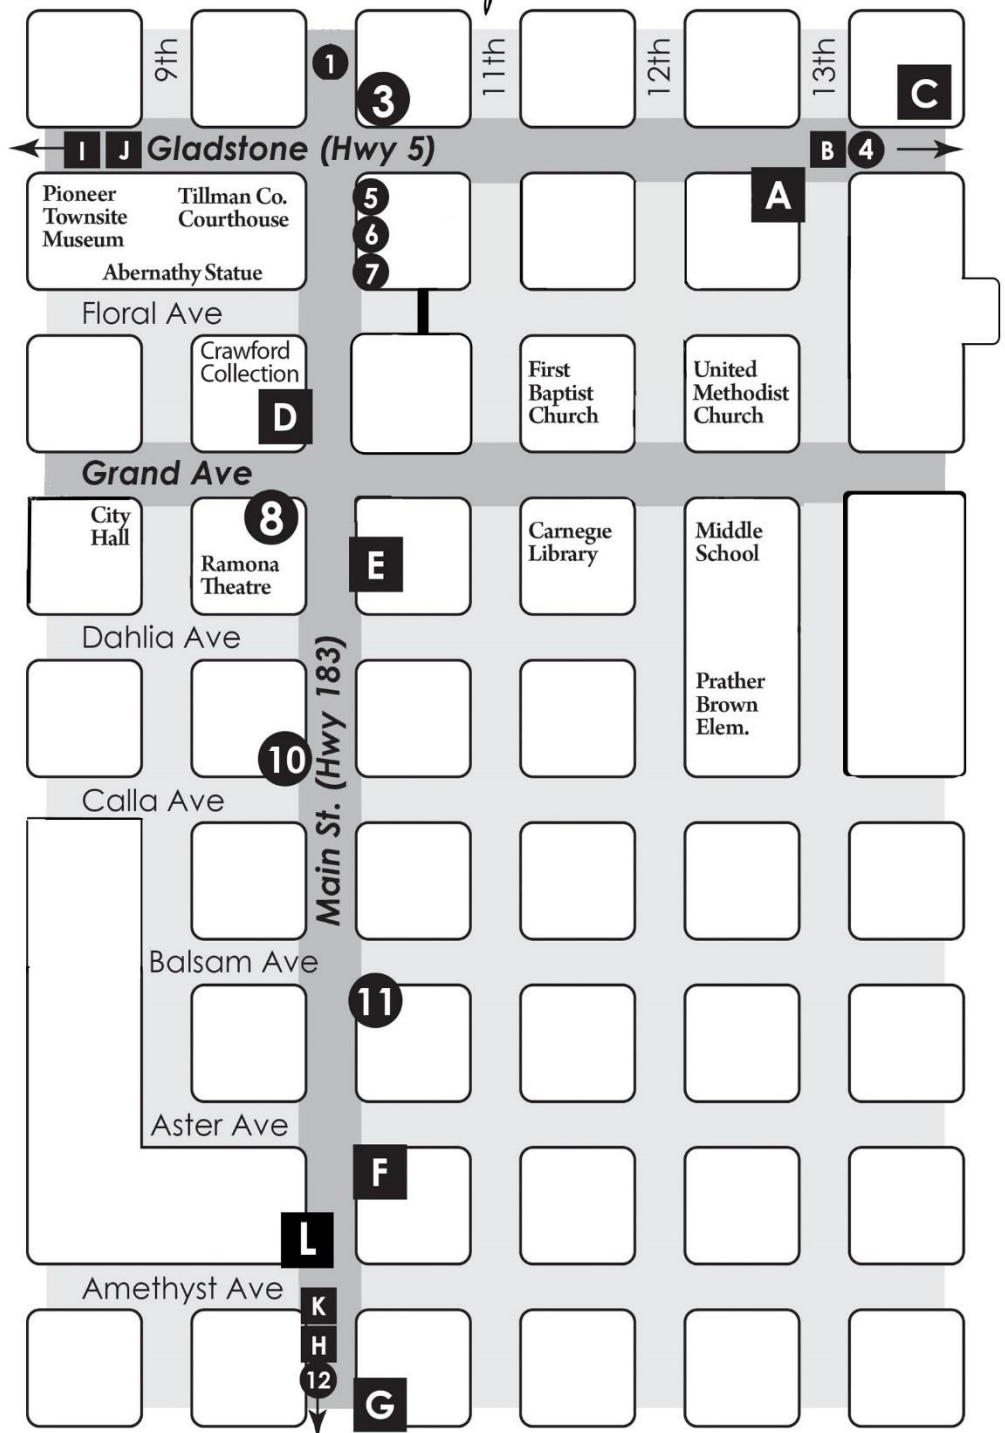 9th
11th
12th
13th
1
3
C
I
J
Gladstone (Hwy 5)
B
4
Pioneer
Townsite
Museum
Tillman Co.
Courthouse
Abernathy Statue
5
6
7
A
Floral Ave
Crawford
Collection
D
First
Baptist
Church
United
Methodist
Church
Grand Ave
City
Hall
8
Ramona
Theatre
E
Carnegie
Library
Middle
School
Dahlia Ave
Main St. (Hwy 183)
Prather
Brown
Elem.
10
Calla Ave
Balsam Ave
11
Aster Ave
F
L
Amethyst Ave
K
H
12
G